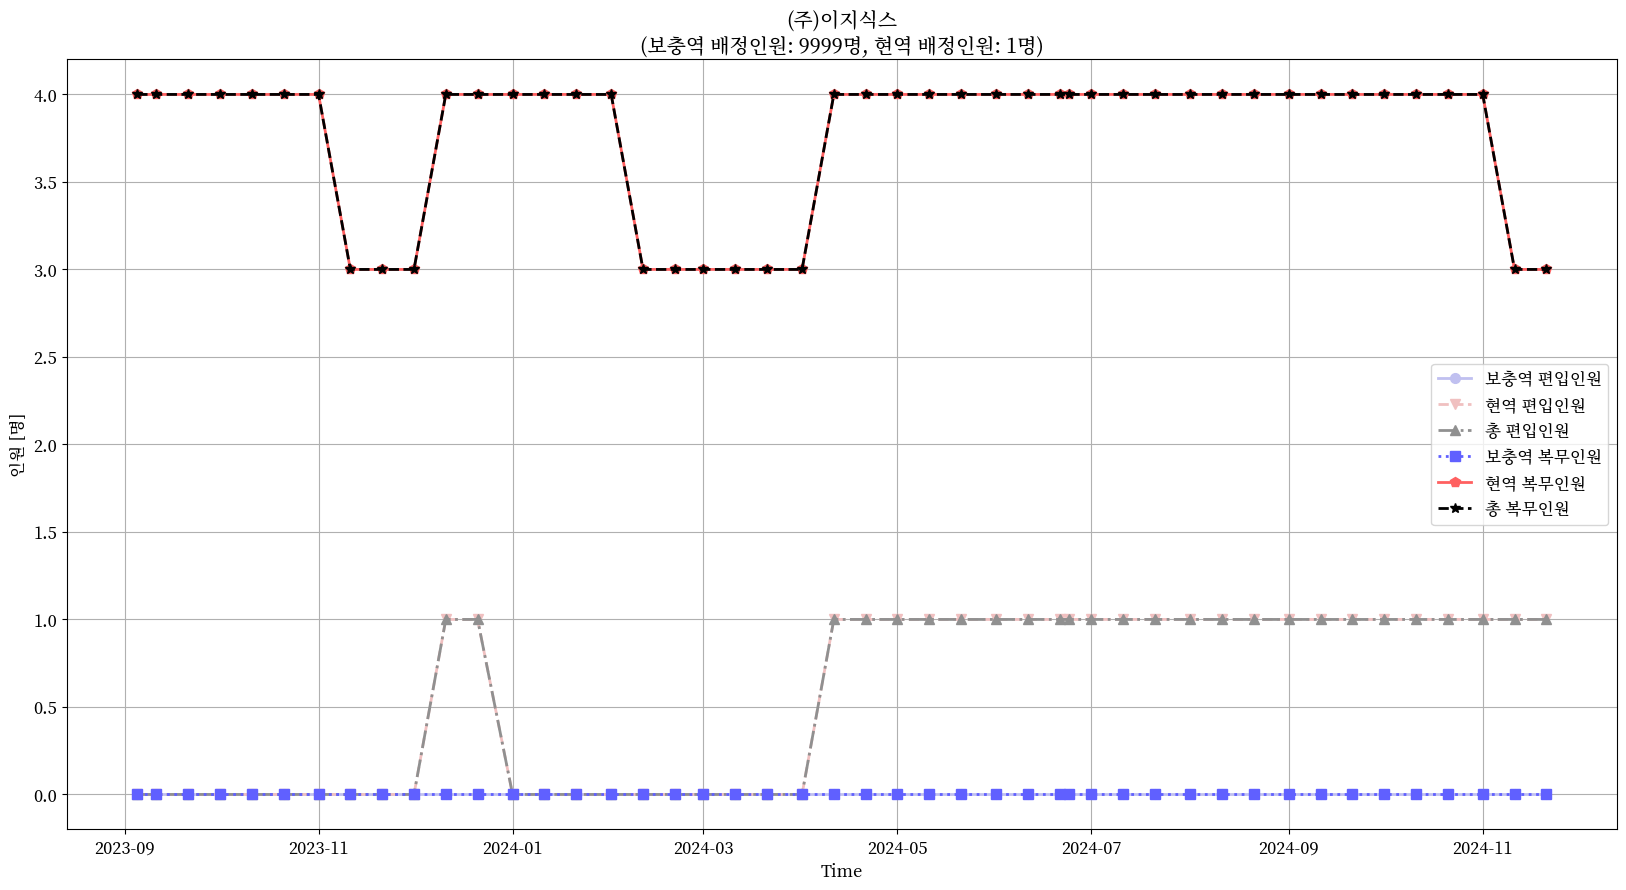 (주)이지식스
(보충역 배정인원: 9999명, 현역 배정인원: 1명)
인원 [명]
4.0
3.5
3.0
2.5
2.0
1.5
1.0
0.5
0.0
보충역 편입인원
현역 편입인원
총 편입인원
보충역 복무인원
현역 복무인원
총 복무인원
2023-09
2023-11
2024-01
2024-03
2024-05
2024-07
2024-09
2024-11
Time